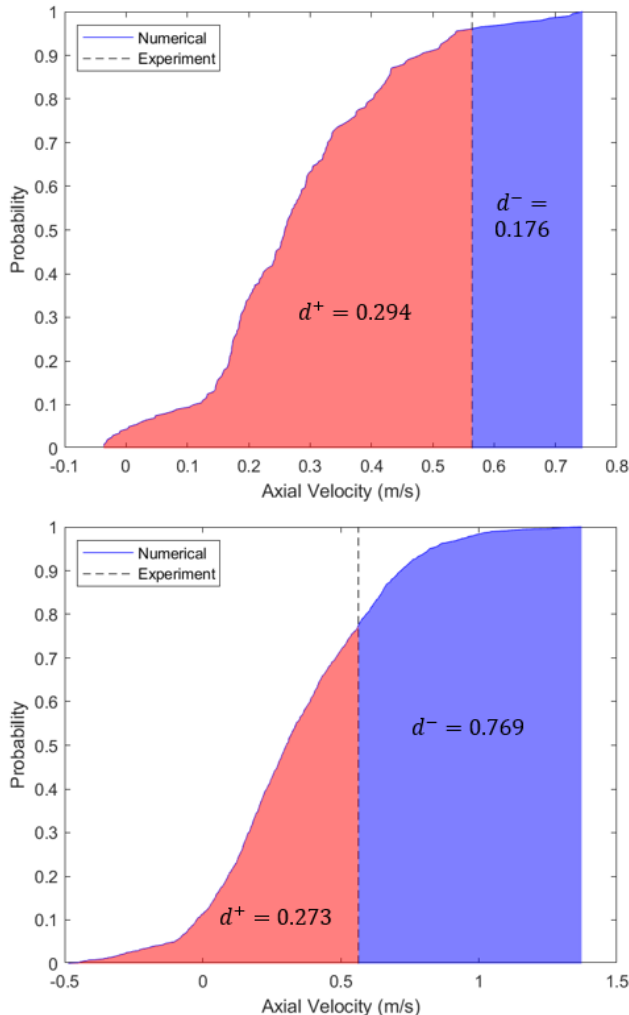 1
Numerical
Experiment
0.9
0.8
0.7
0.6
0.5
0.4
0.3
0.2
0.1
0
Probability
d⁻ =
0.176
d⁺ = 0.294
-0.1 0 0.1 0.2 0.3 0.4 0.5 0.6 0.7 0.8
Axial Velocity (m/s)
1
Numerical
Experiment
0.9
0.8
0.7
0.6
0.5
0.4
0.3
0.2
0.1
0
Probability
d⁻ = 0.769
d⁺ = 0.273
-0.5 0 0.5 1 1.5
Axial Velocity (m/s)